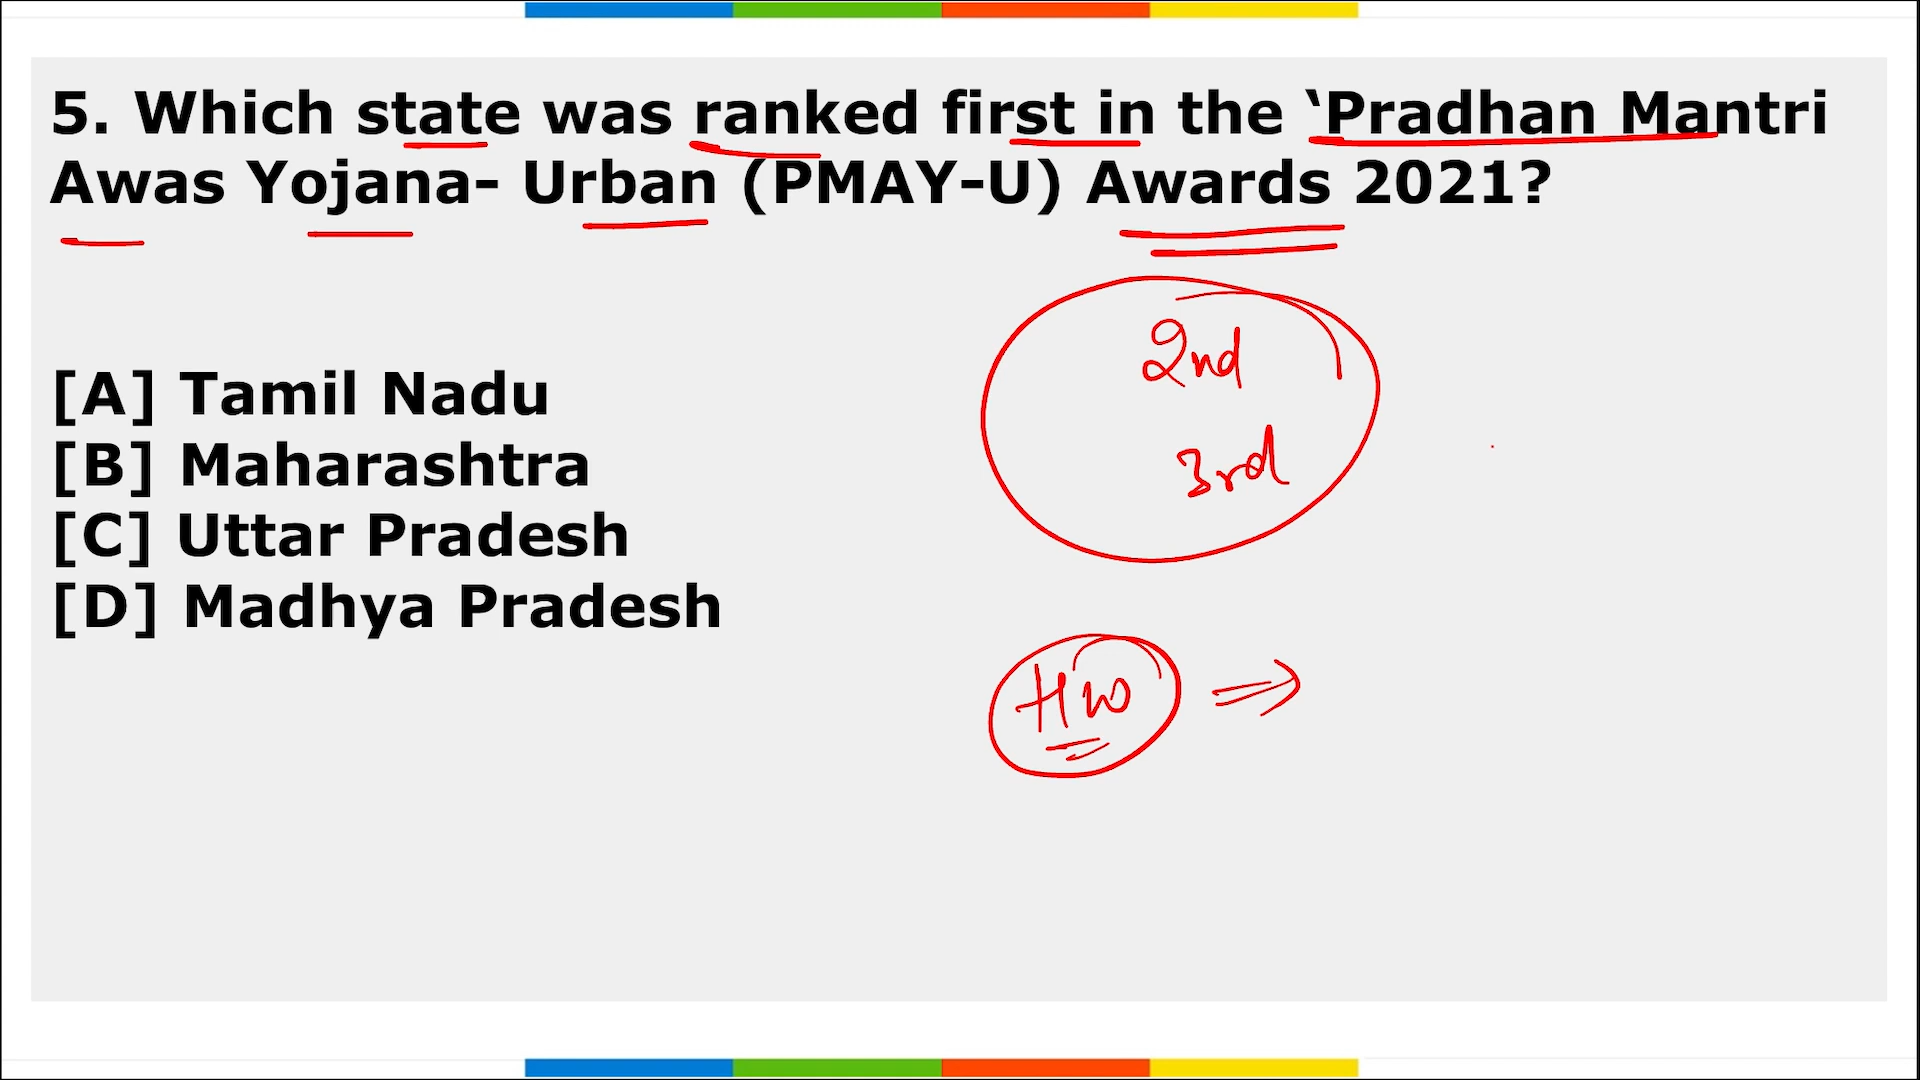 5. Which state was ranked first in the ‘Pradhan Mantri
Awas Yojana- Urban (PMAY-U) Awards 2021?
2nd
[A] Tamil Nadu
[B] Maharashtra
3rd
[C] Uttar Pradesh
[D] Madhya Pradesh
HW ⇒